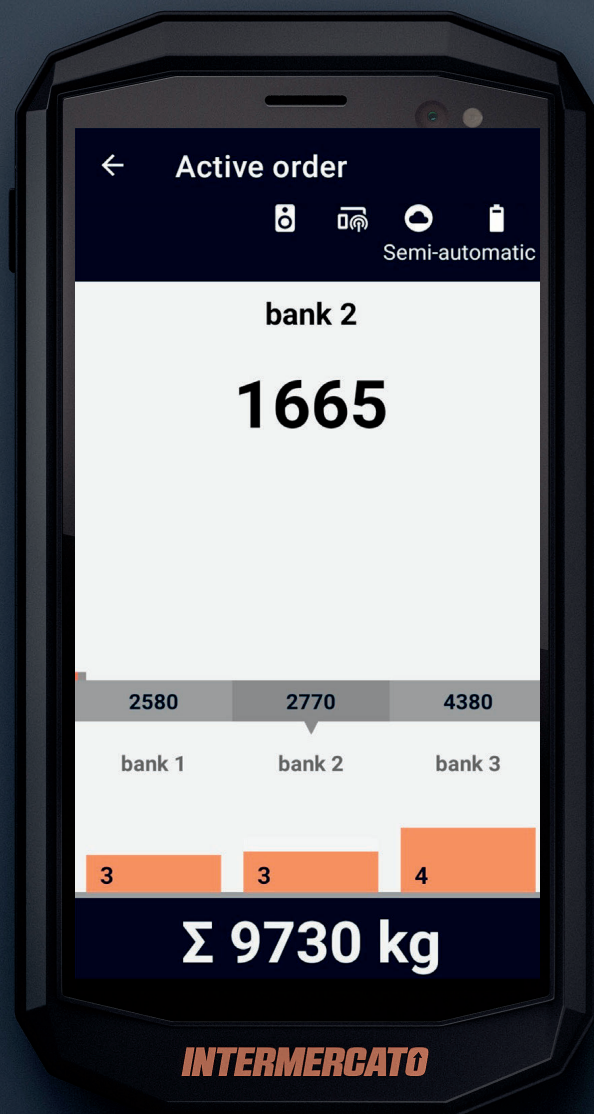 Active order
Semi-automatic
bank 2
1665
2580 2770 4380
bank 1 bank 2 bank 3
3 3 4
Σ 9730 kg
INTERMERCATO